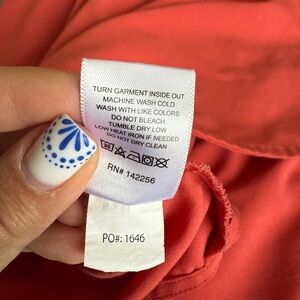 TURN GARMENT INSIDE OUT
MACHINE WASH COLD
WASH WITH LIKE COLORS
DO NOT BLEACH
TUMBLE DRY LOW
LOW HEAT IRON IF NEEDED
DO NOT DRY CLEAN
RN# 142256
PO#: 1646